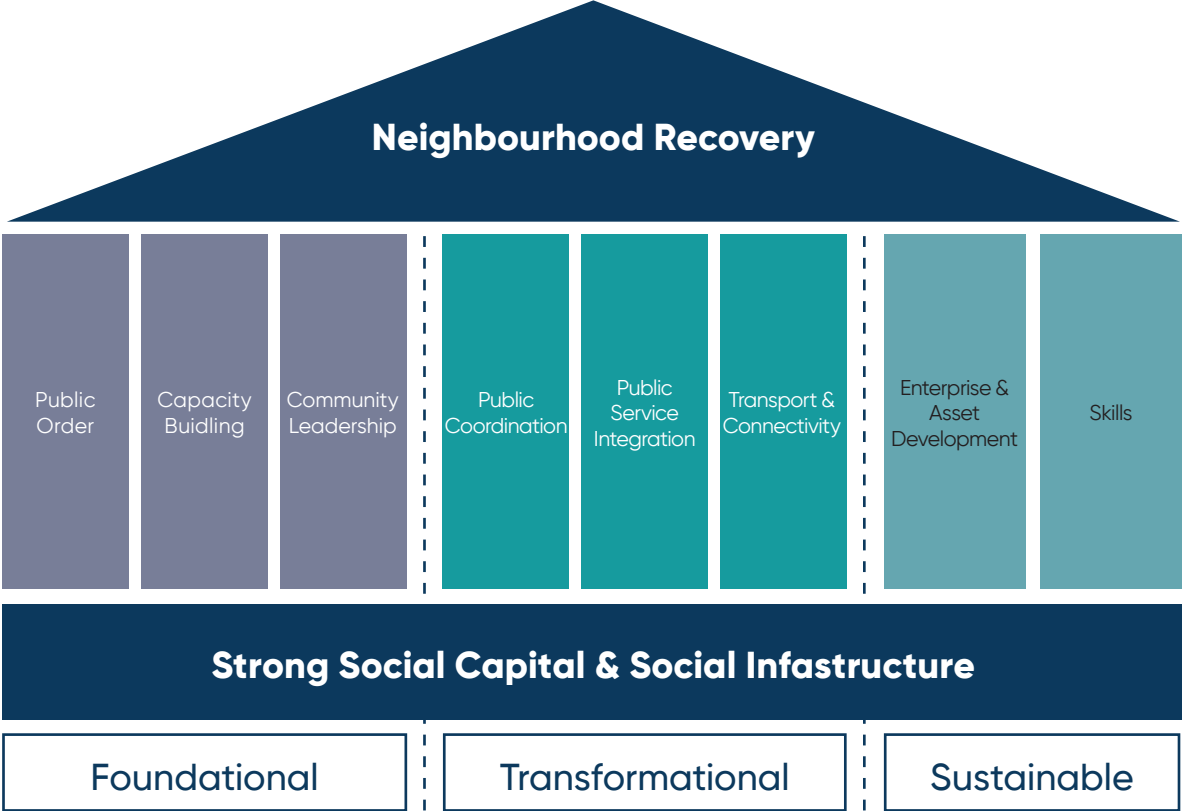 Neighbourhood Recovery
Public
Order
Capacity
Buidling
Community
Leadership
Public
Coordination
Public
Service
Integration
Transport &
Connectivity
Enterprise &
Asset
Development
Skills
Strong Social Capital & Social Infastructure
Foundational
Transformational
Sustainable